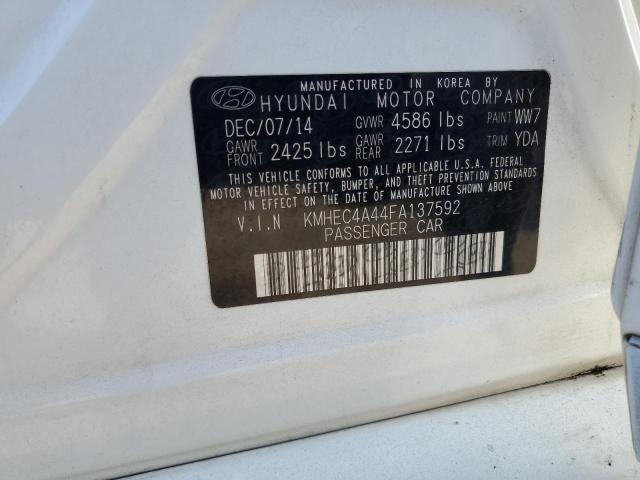 MANUFACTURED IN KOREA BY
HYUNDAI MOTOR COMPANY
DEC/07/14 GVWR 4586 lbs PAINT WW7
GAWR FRONT 2425 lbs GAWR REAR 2271 lbs TRIM YDA
THIS VEHICLE CONFORMS TO ALL APPLICABLE U.S.A. FEDERAL
MOTOR VEHICLE SAFETY, BUMPER, AND THEFT PREVENTION STANDARDS
IN EFFECT ON THE DATE OF MANUFACTURE SHOWN ABOVE.
V.I.N KMHEC4A44FA137592
PASSENGER CAR